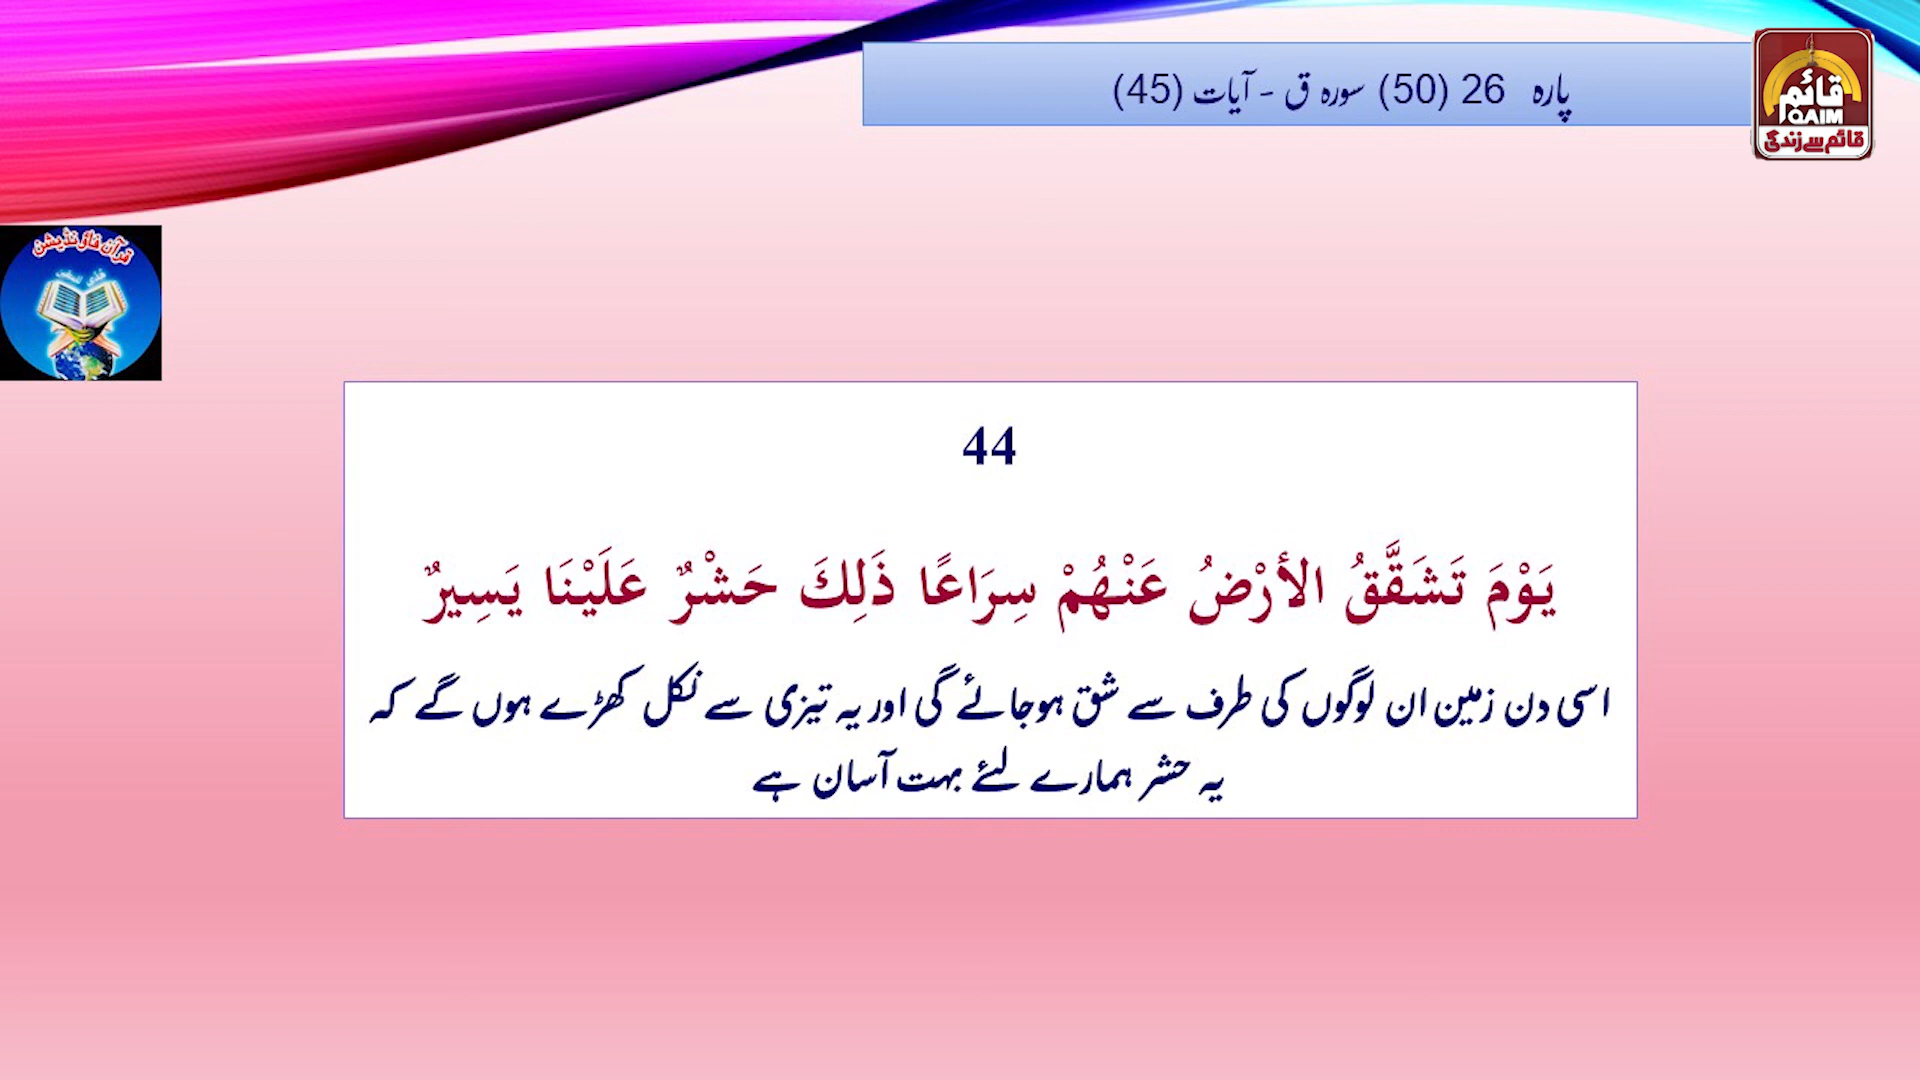 پارہ 26 (50) سورہ ق - آیات (45)
قائم
QAIM
قائم سے زندگی
قرآن فاؤنڈیشن
44
يَوْمَ تَشَقَّقُ الأرْضُ عَنْهُمْ سِرَاعًا ذَلِكَ حَشْرٌ عَلَيْنَا يَسِيرٌ
اسی دن زمین ان لوگوں کی طرف سے شق ہوجائے گی اور یہ تیزی سے نکل کھڑے ہوں گے کہ
یہ حشر ہمارے لئے بہت آسان ہے